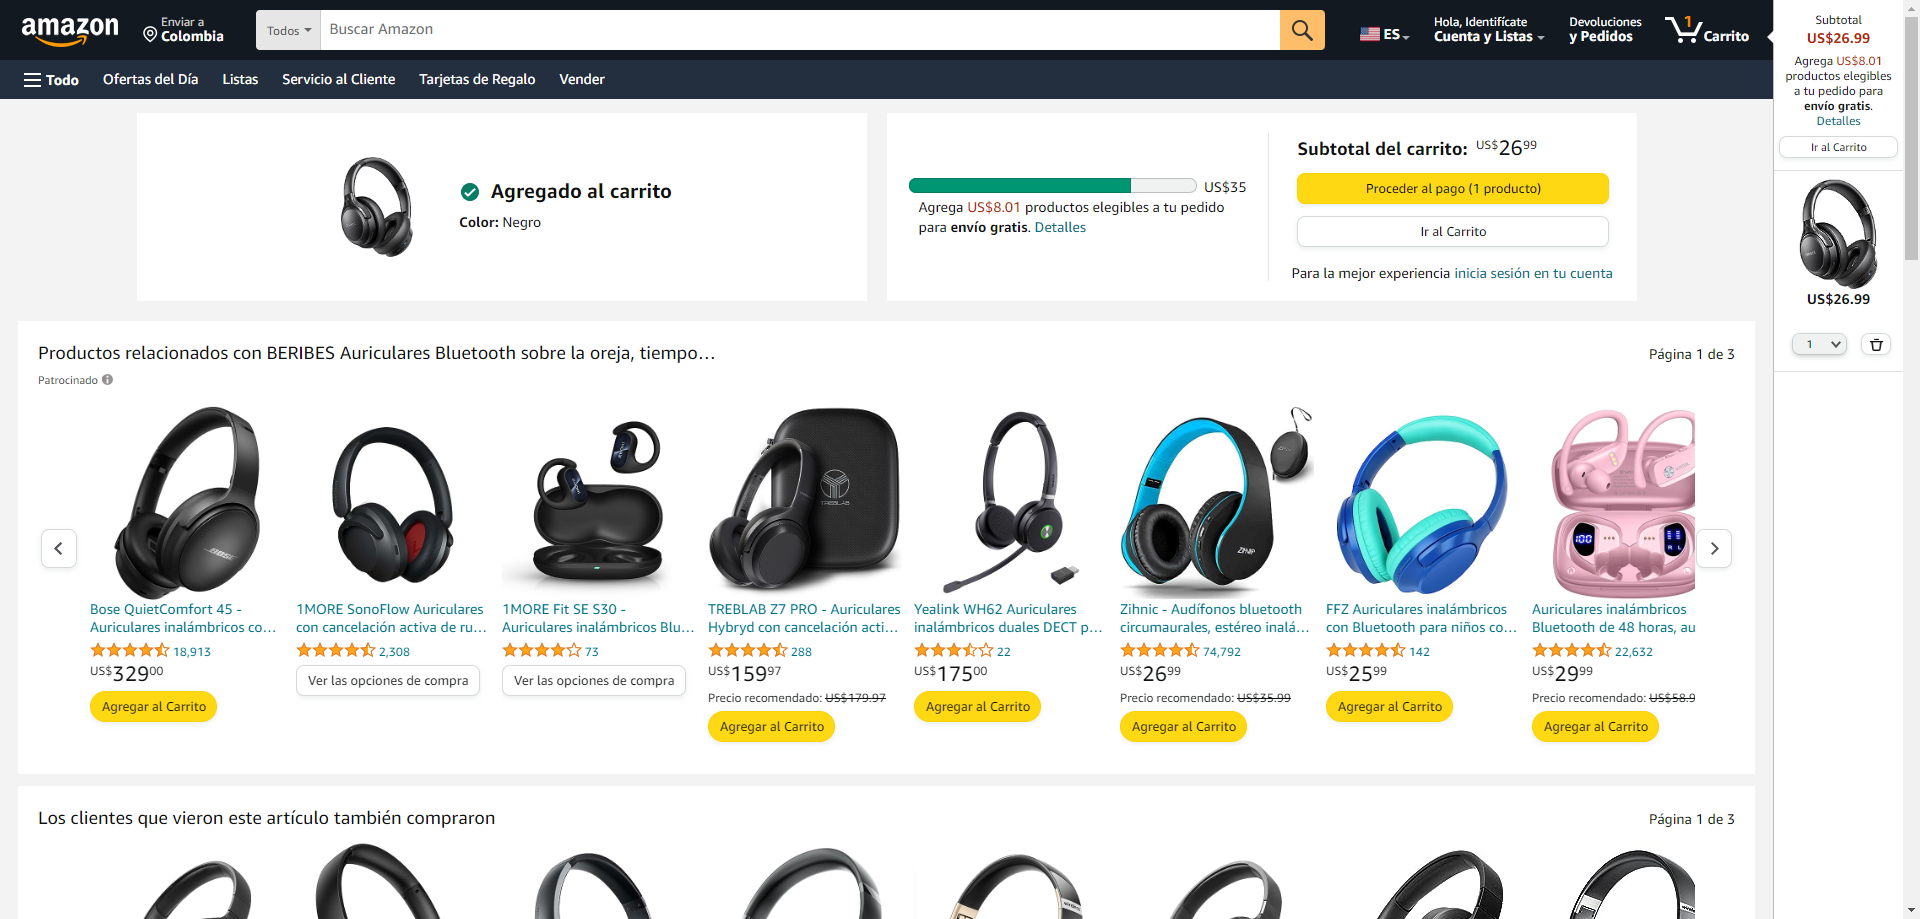 amazon
Enviar a
Colombia
Todos
Buscar Amazon
ES
Hola, Identifícate
Cuenta y Listas
Devoluciones
y Pedidos
1
Carrito
Todo
Ofertas del Día
Listas
Servicio al Cliente
Tarjetas de Regalo
Vender
Subtotal
US$26.99
Agrega US$8.01
productos elegibles
a tu pedido para
envío gratis.
Detalles
Ir al Carrito
US$26.99
1
Agregado al carrito
Color: Negro
US$35
Agrega US$8.01 productos elegibles a tu pedido
para envío gratis. Detalles
Subtotal del carrito: US$26 99
Proceder al pago (1 producto)
Ir al Carrito
Para la mejor experiencia inicia sesión en tu cuenta
Productos relacionados con BERIBES Auriculares Bluetooth sobre la oreja, tiempo…
Página 1 de 3
Patrocinado
BOSE
TREBLAB
100
R L
Bose QuietComfort 45 -
Auriculares inalámbricos co…
18,913
US$329 00
Agregar al Carrito
1MORE SonoFlow Auriculares
con cancelación activa de ru…
2,308
Ver las opciones de compra
1MORE Fit SE S30 -
Auriculares inalámbricos Blu…
73
Ver las opciones de compra
TREBLAB Z7 PRO - Auriculares
Hybryd con cancelación acti…
288
US$159 97
Precio recomendado: US$179.97
Agregar al Carrito
Yealink WH62 Auriculares
inalámbricos duales DECT p…
22
US$175 00
Agregar al Carrito
Zihnic - Audífonos bluetooth
circumaurales, estéreo inalá…
74,792
US$26 99
Precio recomendado: US$35.99
Agregar al Carrito
FFZ Auriculares inalámbricos
con Bluetooth para niños co…
142
US$25 99
Agregar al Carrito
Auriculares inalámbricos
Bluetooth de 48 horas, au
22,632
US$29 99
Precio recomendado: US$58.9
Agregar al Carrito
Los clientes que vieron este artículo también compraron
Página 1 de 3